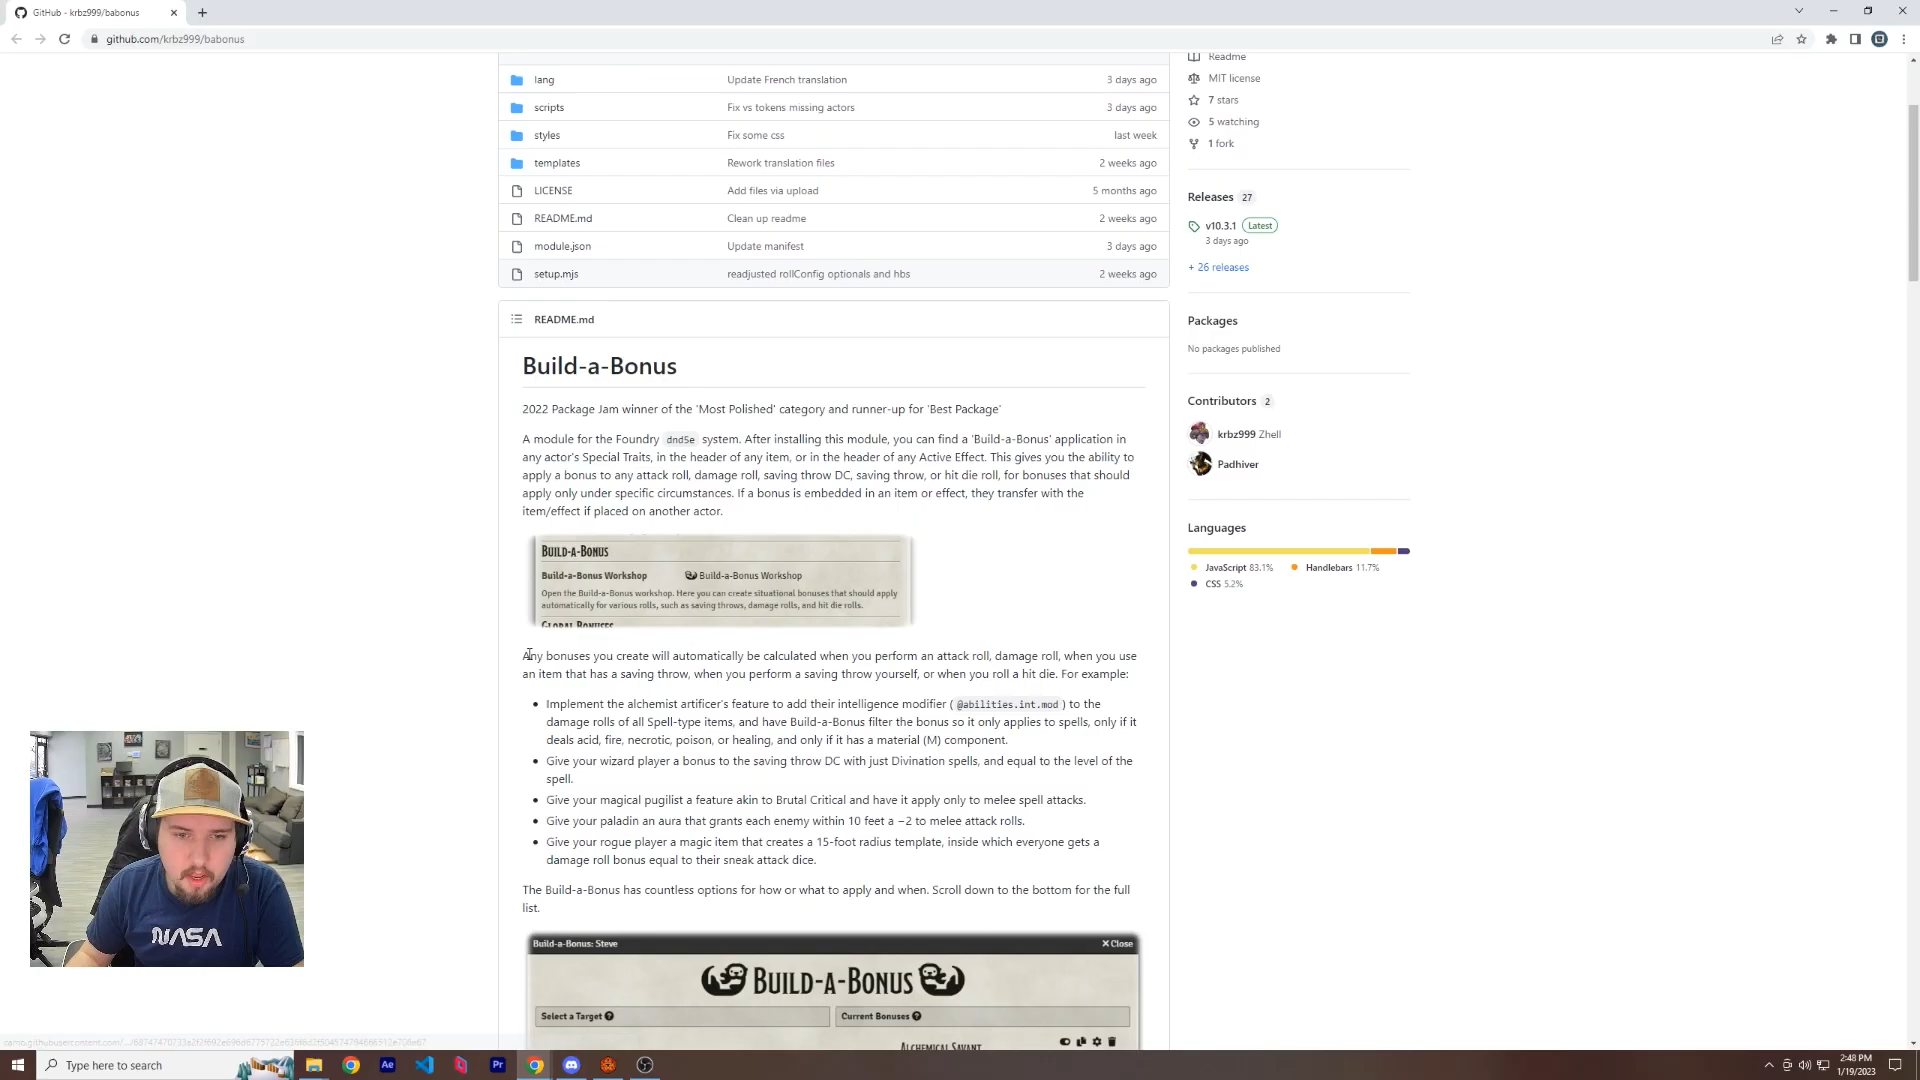 GitHub - krbz999/babonus
github.com/krbz999/babonus
lang Update French translation 3 days ago
scripts Fix vs tokens missing actors 3 days ago
styles Fix some css last week
templates Rework translation files 2 weeks ago
LICENSE Add files via upload 5 months ago
README.md Clean up readme 2 weeks ago
module.json Update manifest 3 days ago
setup.mjs readjusted rollConfig optionals and hbs 2 weeks ago
README.md
Build-a-Bonus
2022 Package Jam winner of the 'Most Polished' category and runner-up for 'Best Package'
A module for the Foundry dnd5e system. After installing this module, you can find a 'Build-a-Bonus' application in
any actor's Special Traits, in the header of any item, or in the header of any Active Effect. This gives you the ability to
apply a bonus to any attack roll, damage roll, saving throw DC, saving throw, or hit die roll, for bonuses that should
apply only under specific circumstances. If a bonus is embedded in an item or effect, they transfer with the
item/effect if placed on another actor.
BUILD-A-BONUS
Build-a-Bonus Workshop Build-a-Bonus Workshop
Open the Build-a-Bonus workshop. Here you can create situational bonuses that should apply
automatically for various rolls, such as saving throws, damage rolls, and hit die rolls.
GLOBAL BONUSES
Any bonuses you create will automatically be calculated when you perform an attack roll, damage roll, when you use
an item that has a saving throw, when you perform a saving throw yourself, or when you roll a hit die. For example:
• Implement the alchemist artificer's feature to add their intelligence modifier ( @abilities.int.mod ) to the
damage rolls of all Spell-type items, and have Build-a-Bonus filter the bonus so it only applies to spells, only if it
deals acid, fire, necrotic, poison, or healing, and only if it has a material (M) component.
• Give your wizard player a bonus to the saving throw DC with just Divination spells, and equal to the level of the
spell.
• Give your magical pugilist a feature akin to Brutal Critical and have it apply only to melee spell attacks.
• Give your paladin an aura that grants each enemy within 10 feet a −2 to melee attack rolls.
• Give your rogue player a magic item that creates a 15-foot radius template, inside which everyone gets a
damage roll bonus equal to their sneak attack dice.
The Build-a-Bonus has countless options for how or what to apply and when. Scroll down to the bottom for the full
list.
Build-a-Bonus: Steve Close
BUILD-A-BONUS
Select a Target Current Bonuses
ALCHEMICAL SAVANT
Readme
MIT license
7 stars
5 watching
1 fork
Releases 27
v10.3.1 Latest
3 days ago
+ 26 releases
Packages
No packages published
Contributors 2
krbz999 Zhell
Padhiver
Languages
JavaScript 83.1% Handlebars 11.7%
CSS 5.2%
NASA
Type here to search
Ae
Pr
2:48 PM
1/19/2023